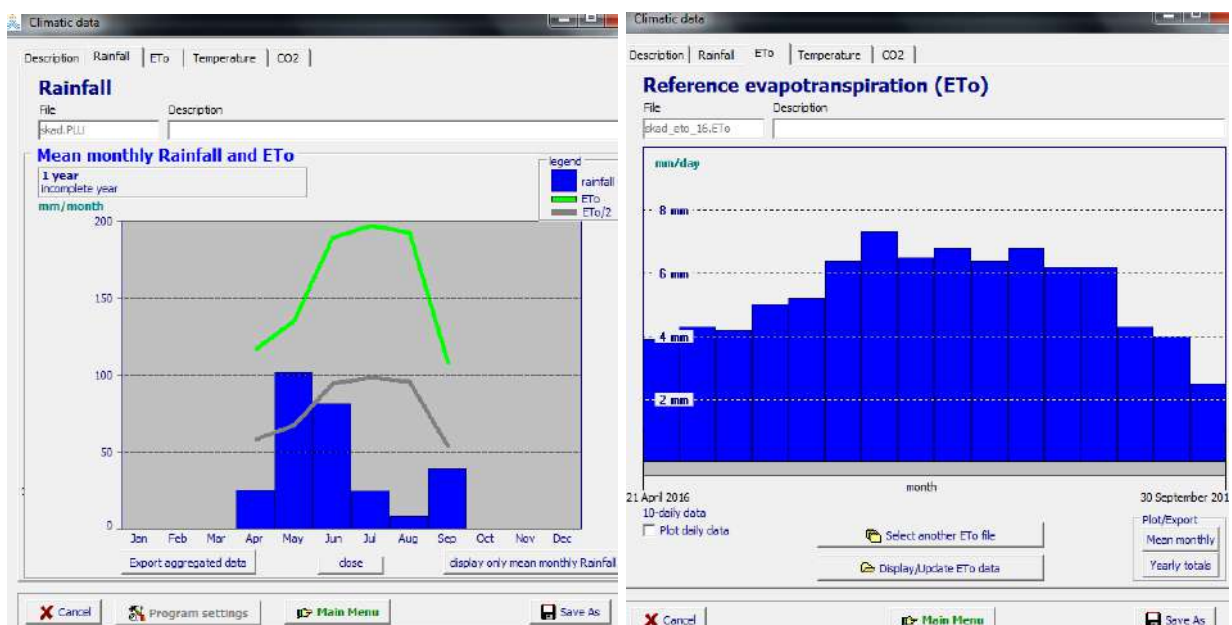 Climatic data
Description Rainfall ETo Temperature CO2
Rainfall
File Description
skad.PLU
Mean monthly Rainfall and ETo
1 year
incomplete year
mm/month
legend
rainfall
ETo
ETo/2
200
150
100
50
0
Jan Feb Mar Apr May Jun Jul Aug Sep Oct Nov Dec
Export aggregated data close display only mean monthly Rainfall
Cancel Program settings Main Menu Save As
Climatic data
Description Rainfall ETo Temperature CO2
Reference evapotranspiration (ETo)
File Description
skad_eto_16.ETo
mm/day
8 mm
6 mm
4 mm
2 mm
month
21 April 2016 30 September 201
10-daily data
Plot daily data
Select another ETo file
Display/Update ETo data
Plot/Export
Mean monthly
Yearly totals
Cancel Main Menu Save As